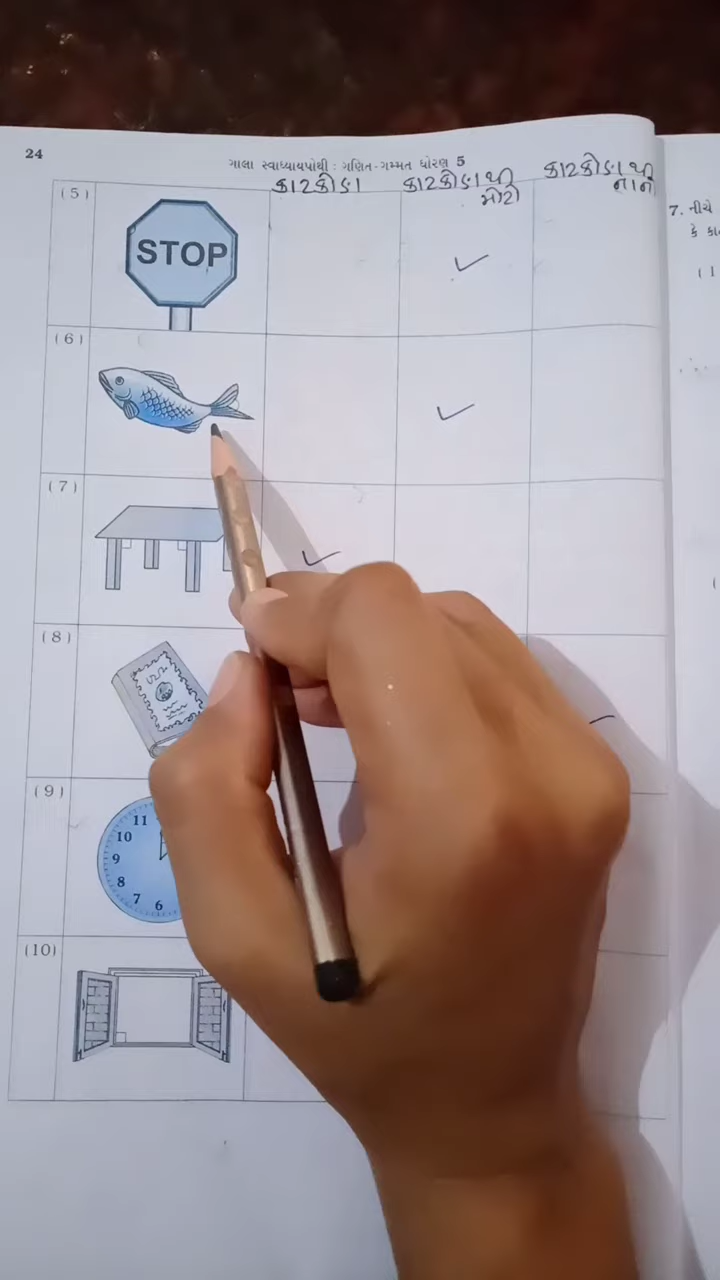 24
ગાલા સ્વાધ્યાયપોથી : ગણિત-ગમ્મત ધોરણ 5
કાટકોણ
કાટકોણથી
મોટો
કાટકોણથી
નાનો
(5)
STOP
(6)
(7)
(8)
(9)
11
10
9
8
7
6
(10)
7. નીચે
કે કા
(1